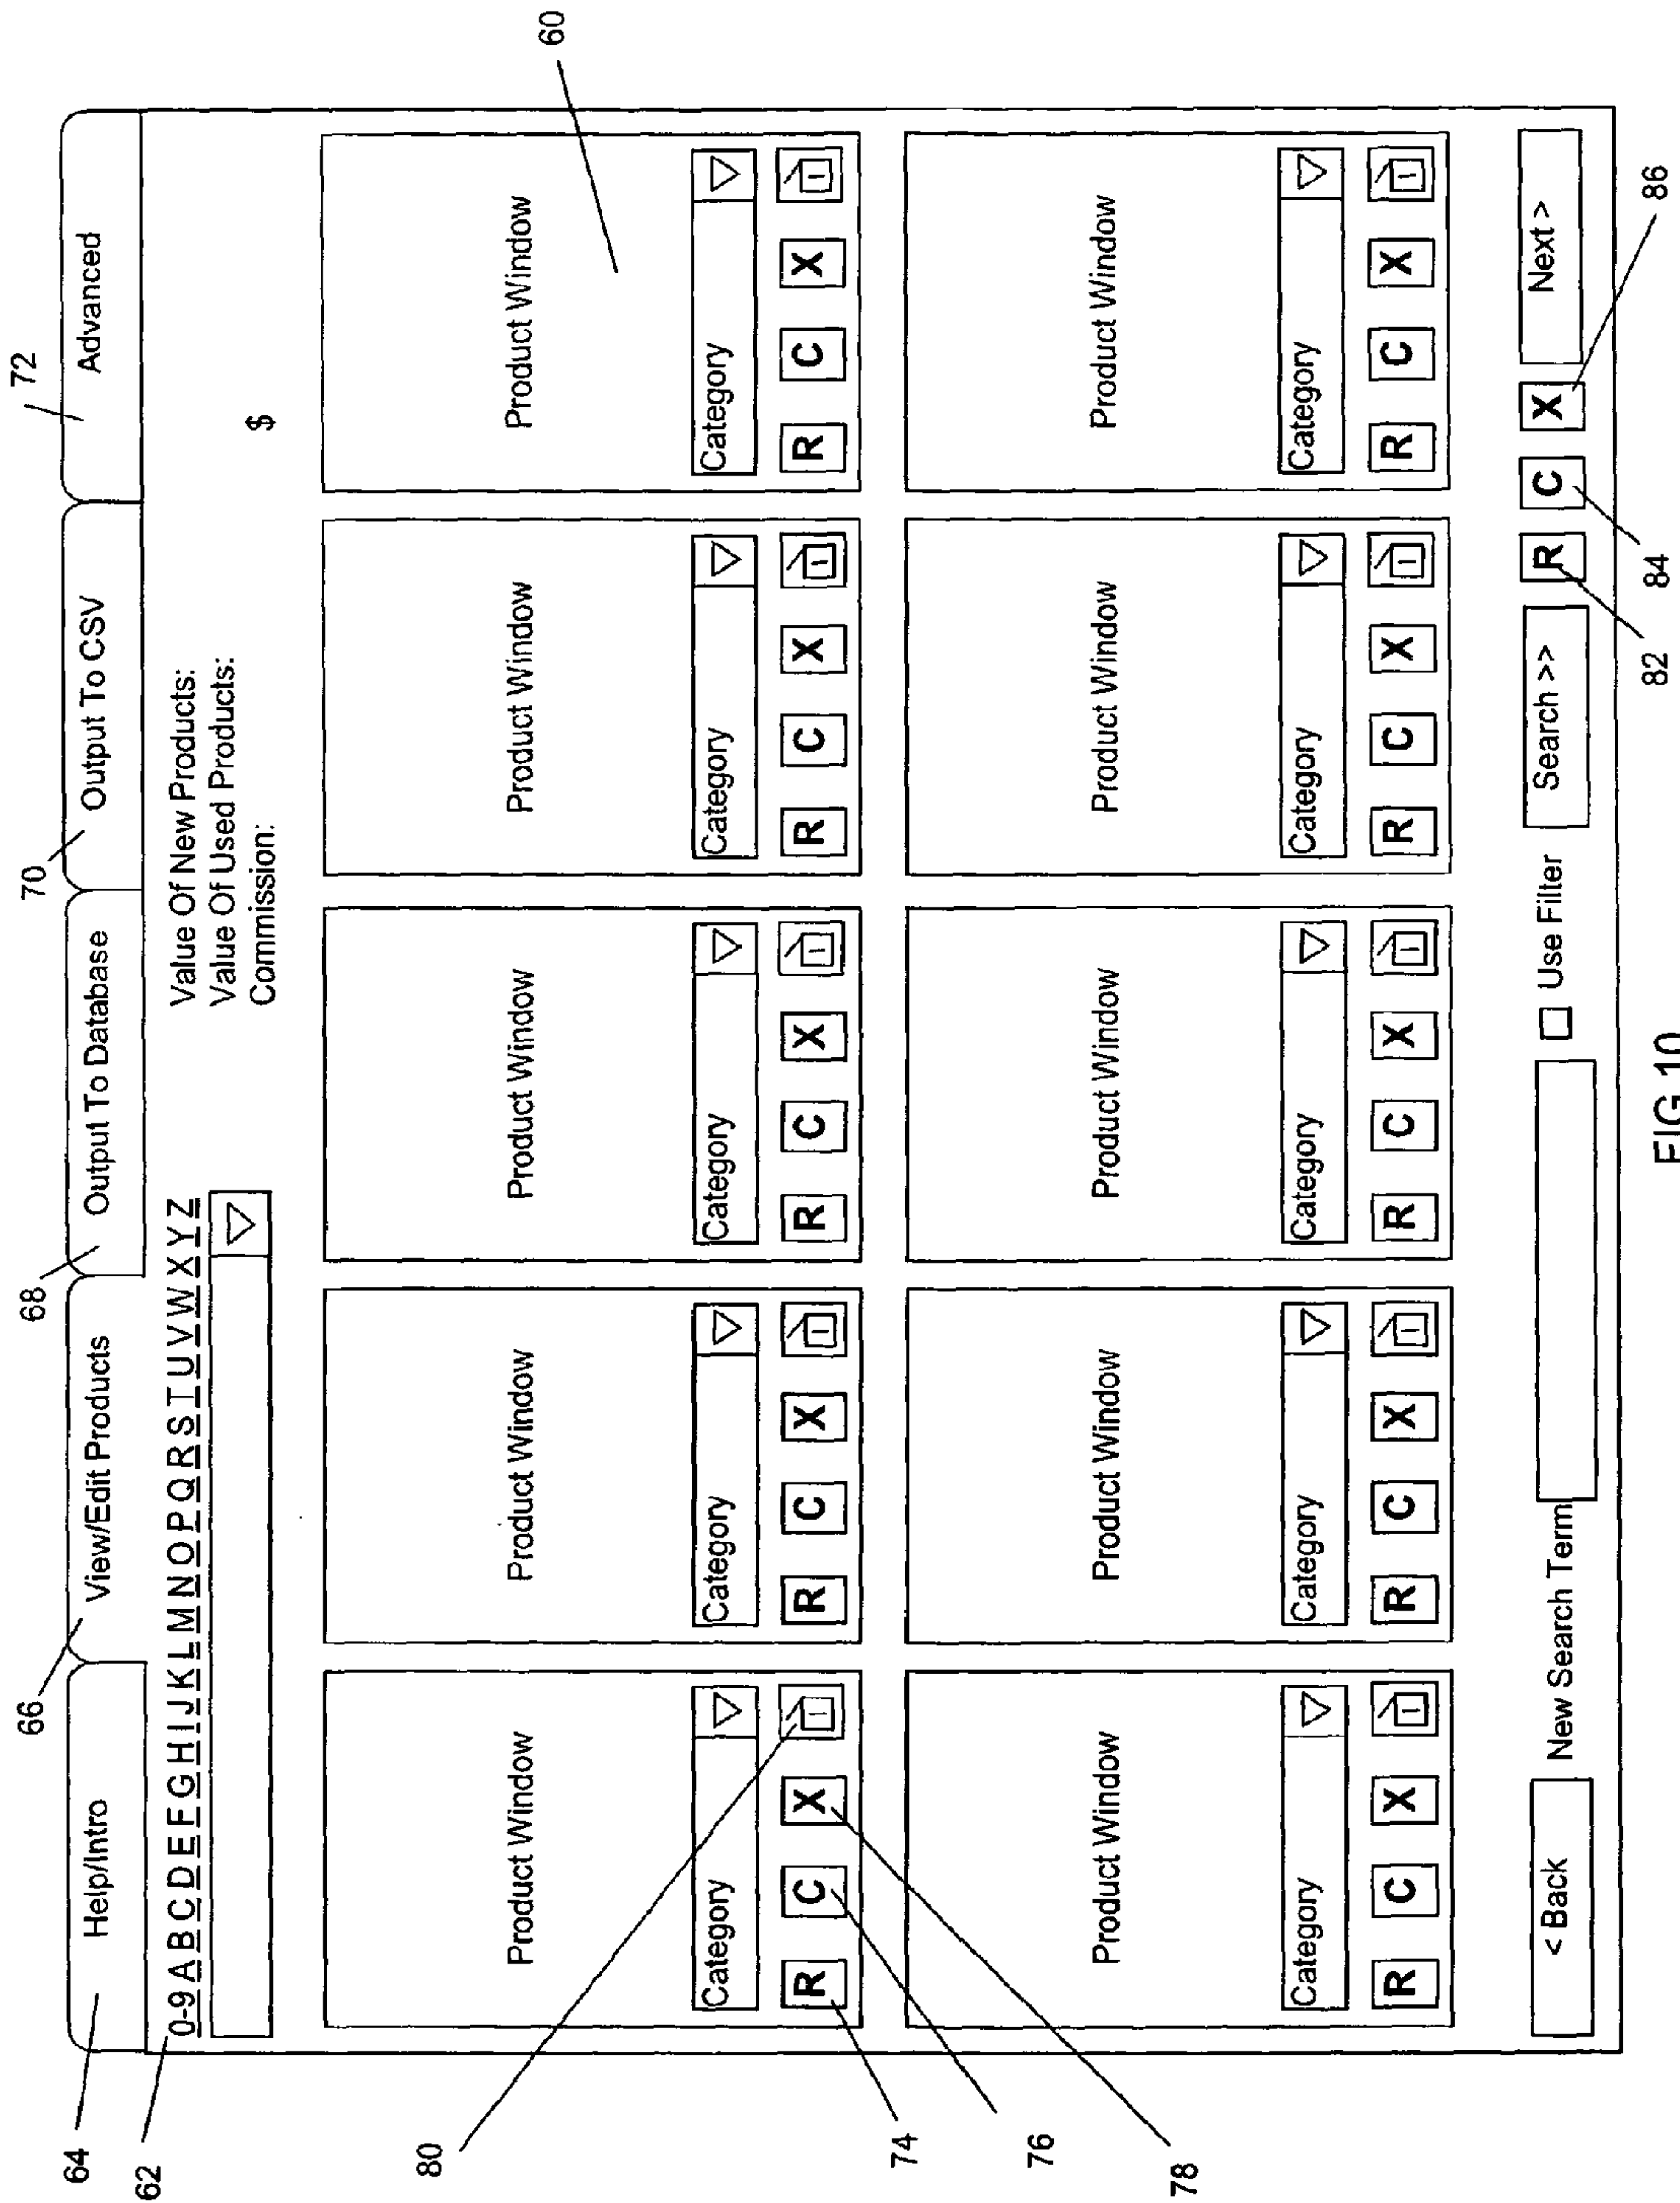 64 66 68 70 72
Help/Intro View/Edit Products Output To Database Output To CSV Advanced
62
0-9 A B C D E F G H I J K L M N O P Q R S T U V W X Y Z
Value Of New Products:
Value Of Used Products:
Commission: $
Product Window Product Window Product Window Product Window Product Window
60
Category Category Category Category Category
80
R C X R C X R C X R C X R C X
74
76
78
Product Window Product Window Product Window Product Window Product Window
Category Category Category Category Category
R C X R C X R C X R C X R C X
< Back New Search Term Use Filter Search >> R C X Next >
82 84 86
FIG 10